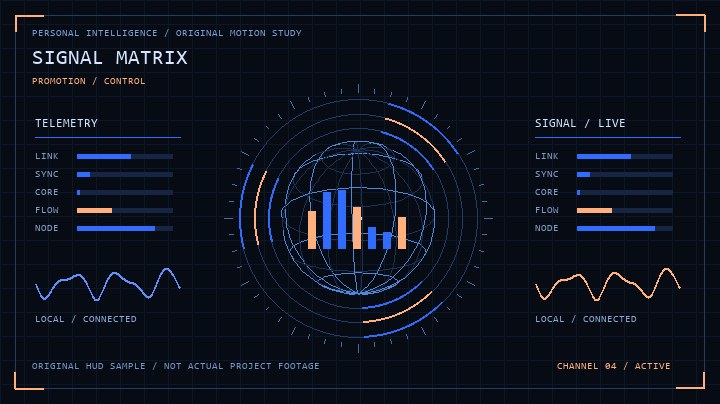 PERSONAL INTELLIGENCE / ORIGINAL MOTION STUDY
SIGNAL MATRIX
PROMOTION / CONTROL
TELEMETRY
LINK
SYNC
CORE
FLOW
NODE
LOCAL / CONNECTED
SIGNAL / LIVE
LINK
SYNC
CORE
FLOW
NODE
LOCAL / CONNECTED
ORIGINAL HUD SAMPLE / NOT ACTUAL PROJECT FOOTAGE
CHANNEL 04 / ACTIVE